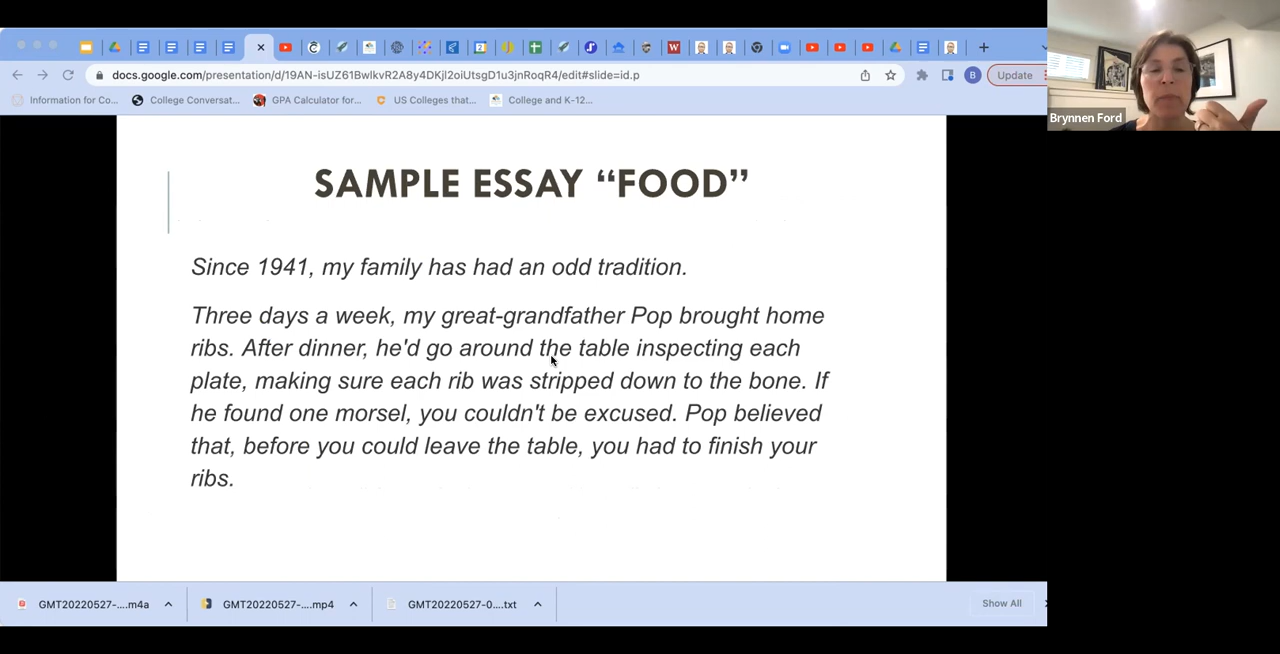 docs.google.com/presentation/d/19AN-isUZ61BwlkvR2A8y4DKjl2oiUtsgD1u3jnRoqR4/edit#slide=id.p
B
Update
Information for Co...
College Conversat...
GPA Calculator for...
US Colleges that...
College and K-12...
Brynnen Ford
SAMPLE ESSAY “FOOD”
Since 1941, my family has had an odd tradition.
Three days a week, my great-grandfather Pop brought home
ribs. After dinner, he'd go around the table inspecting each
plate, making sure each rib was stripped down to the bone. If
he found one morsel, you couldn't be excused. Pop believed
that, before you could leave the table, you had to finish your
ribs.
GMT20220527-....m4a
GMT20220527-....mp4
GMT20220527-0....txt
Show All